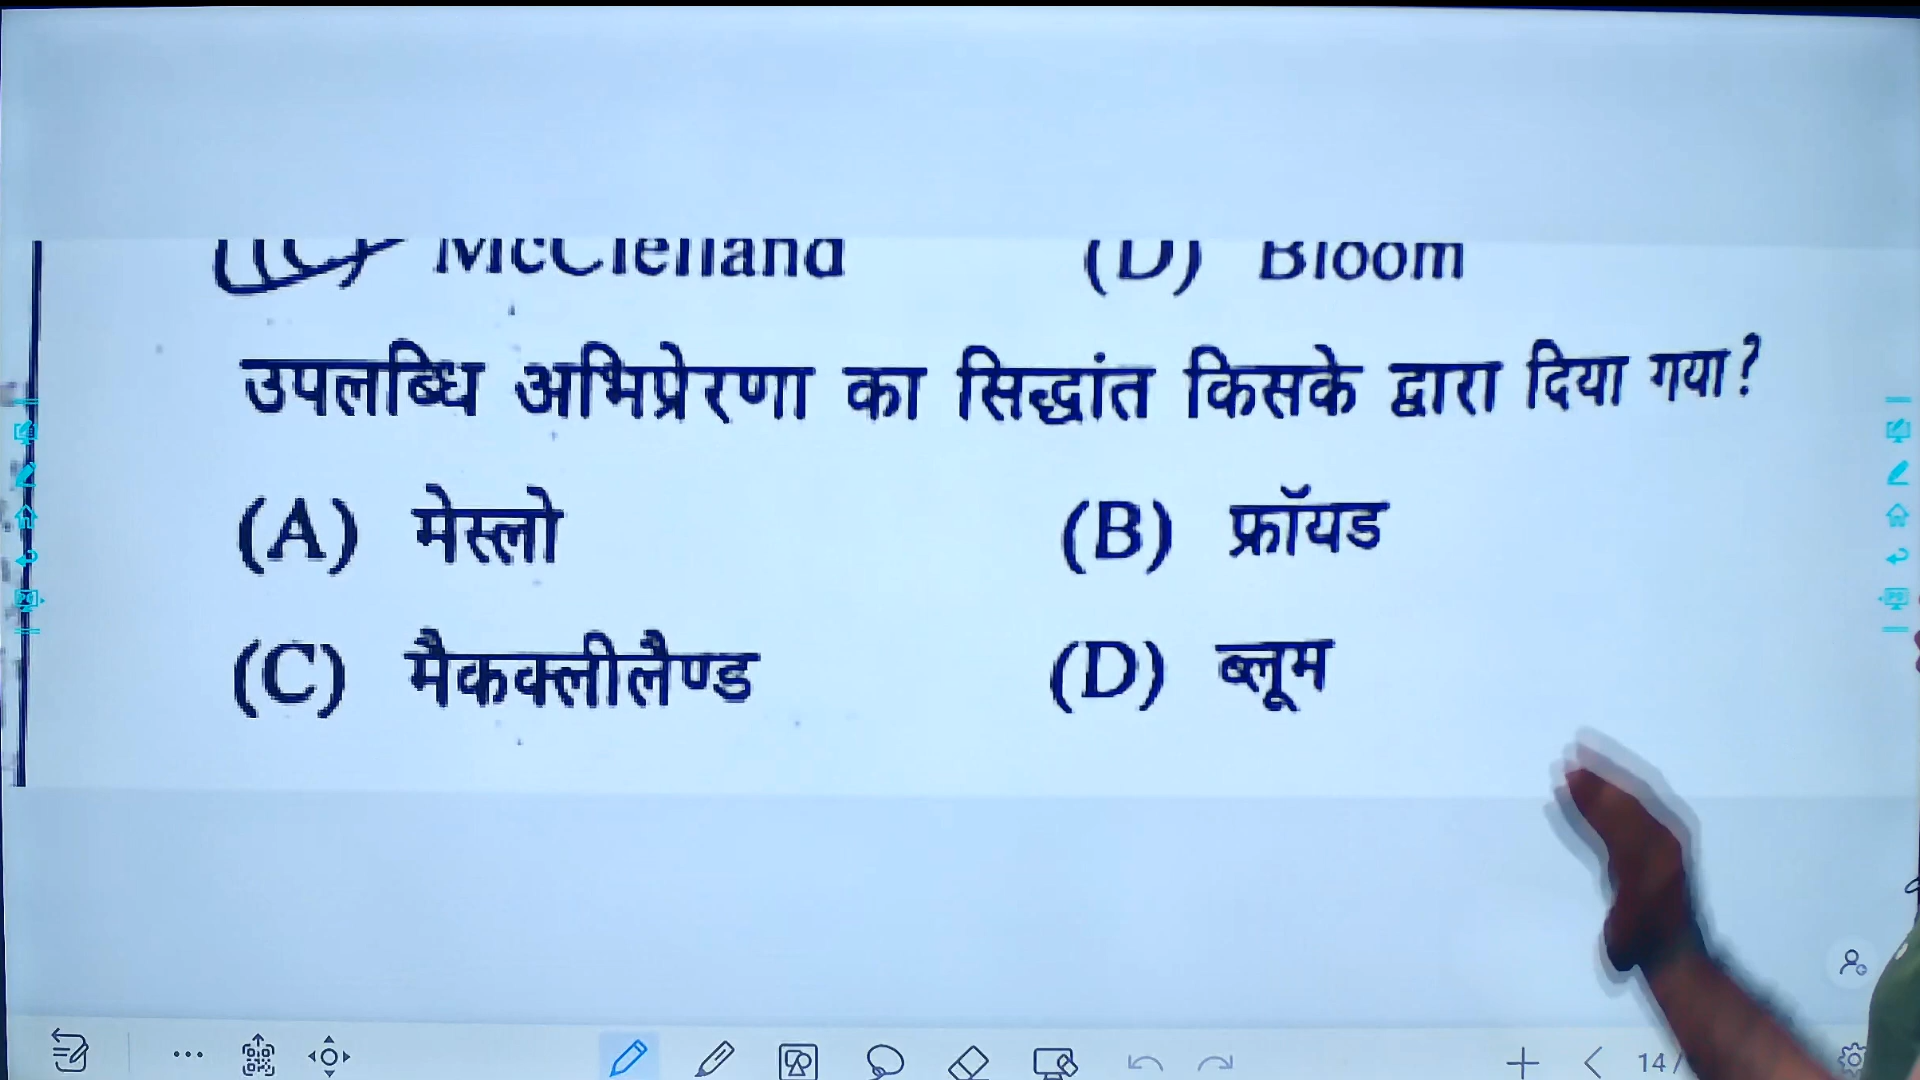 (C) McClelland (D) Bloom
उपलब्धि अभिप्रेरणा का सिद्धांत किसके द्वारा दिया गया?
(A) मेस्लो (B) फ्रॉयड
(C) मैकक्लीलैण्ड (D) ब्लूम
14/